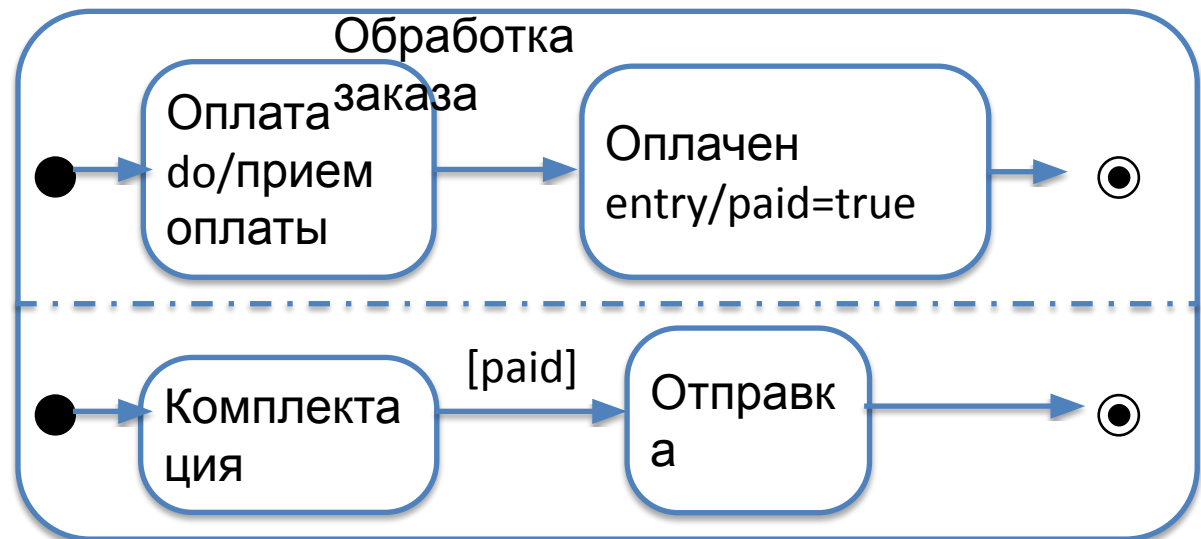 Обработка
заказа
Оплата
do/прием
оплаты
Оплачен
entry/paid=true
Комплекта
ция
[paid]
Отправк
а